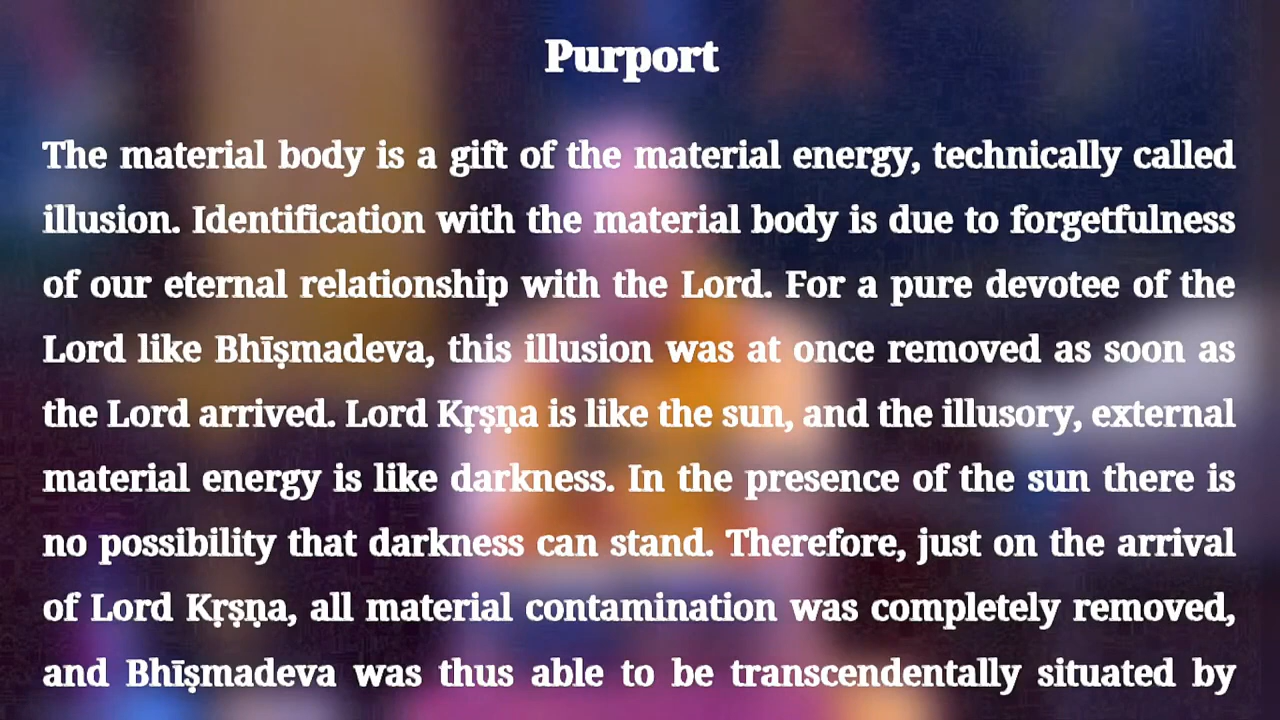 Purport
The material body is a gift of the material energy, technically called
illusion. Identification with the material body is due to forgetfulness
of our eternal relationship with the Lord. For a pure devotee of the
Lord like Bhīṣmadeva, this illusion was at once removed as soon as
the Lord arrived. Lord Kṛṣṇa is like the sun, and the illusory, external
material energy is like darkness. In the presence of the sun there is
no possibility that darkness can stand. Therefore, just on the arrival
of Lord Kṛṣṇa, all material contamination was completely removed,
and Bhīṣmadeva was thus able to be transcendentally situated by